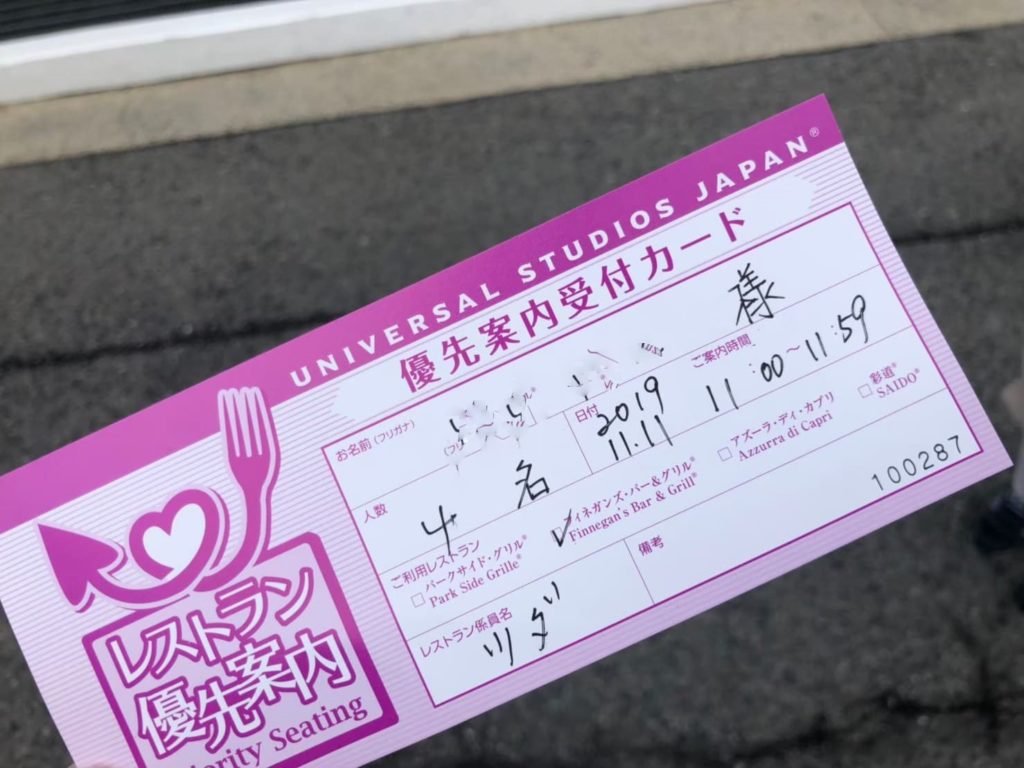 UNIVERSAL STUDIOS JAPAN®
優先案内受付カード
お名前(フリガナ)
様
人数
4 名
日付
2019
11.11
ご案内時間
11:00~11:59
ご利用レストラン
□パークサイド・グリル®
Park Side Grille®
フィネガンズ・バー&グリル®
Finnegan's Bar & Grill®
□アズーラ・ディ・カプリ
Azzurra di Capri
□彩道®
SAIDO®
レストラン係員名
ツダ
備考
100287
レストラン
優先案内
Seating